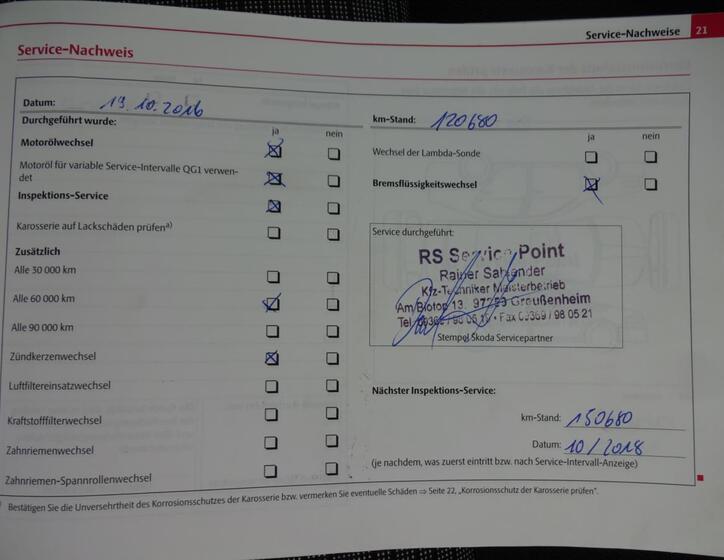 Service-Nachweise 21
Service-Nachweis
Datum: 19.10.2016
km-Stand: 120680
Durchgeführt wurde:
ja nein
ja nein
Motorölwechsel
Wechsel der Lambda-Sonde
Motoröl für variable Service-Intervalle QG1 verwen-
det
Bremsflüssigkeitswechsel
Inspektions-Service
Karosserie auf Lackschäden prüfen a)
Service durchgeführt:
Zusätzlich
RS Service Point
Alle 30 000 km
Kfz-Techniker Meisterbetrieb
Am Biotop 13, Greußenheim
Alle 60 000 km
Fax 09369 / 98 05 21
Alle 90 000 km
Stempel Škoda Servicepartner
Zündkerzenwechsel
Luftfiltereinsatzwechsel
Nächster Inspektions-Service:
Kraftstofffilterwechsel
km-Stand: 150680
Zahnriemenwechsel
Datum: 10/2018
(je nachdem, was zuerst eintritt bzw. nach Service-Intervall-Anzeige)
Zahnriemen-Spannrollenwechsel
Bestätigen Sie die Unversehrtheit des Korrosionsschutzes der Karosserie bzw. vermerken Sie eventuelle Schäden ⇒ Seite 22, „Korrosionsschutz der Karosserie prüfen“.